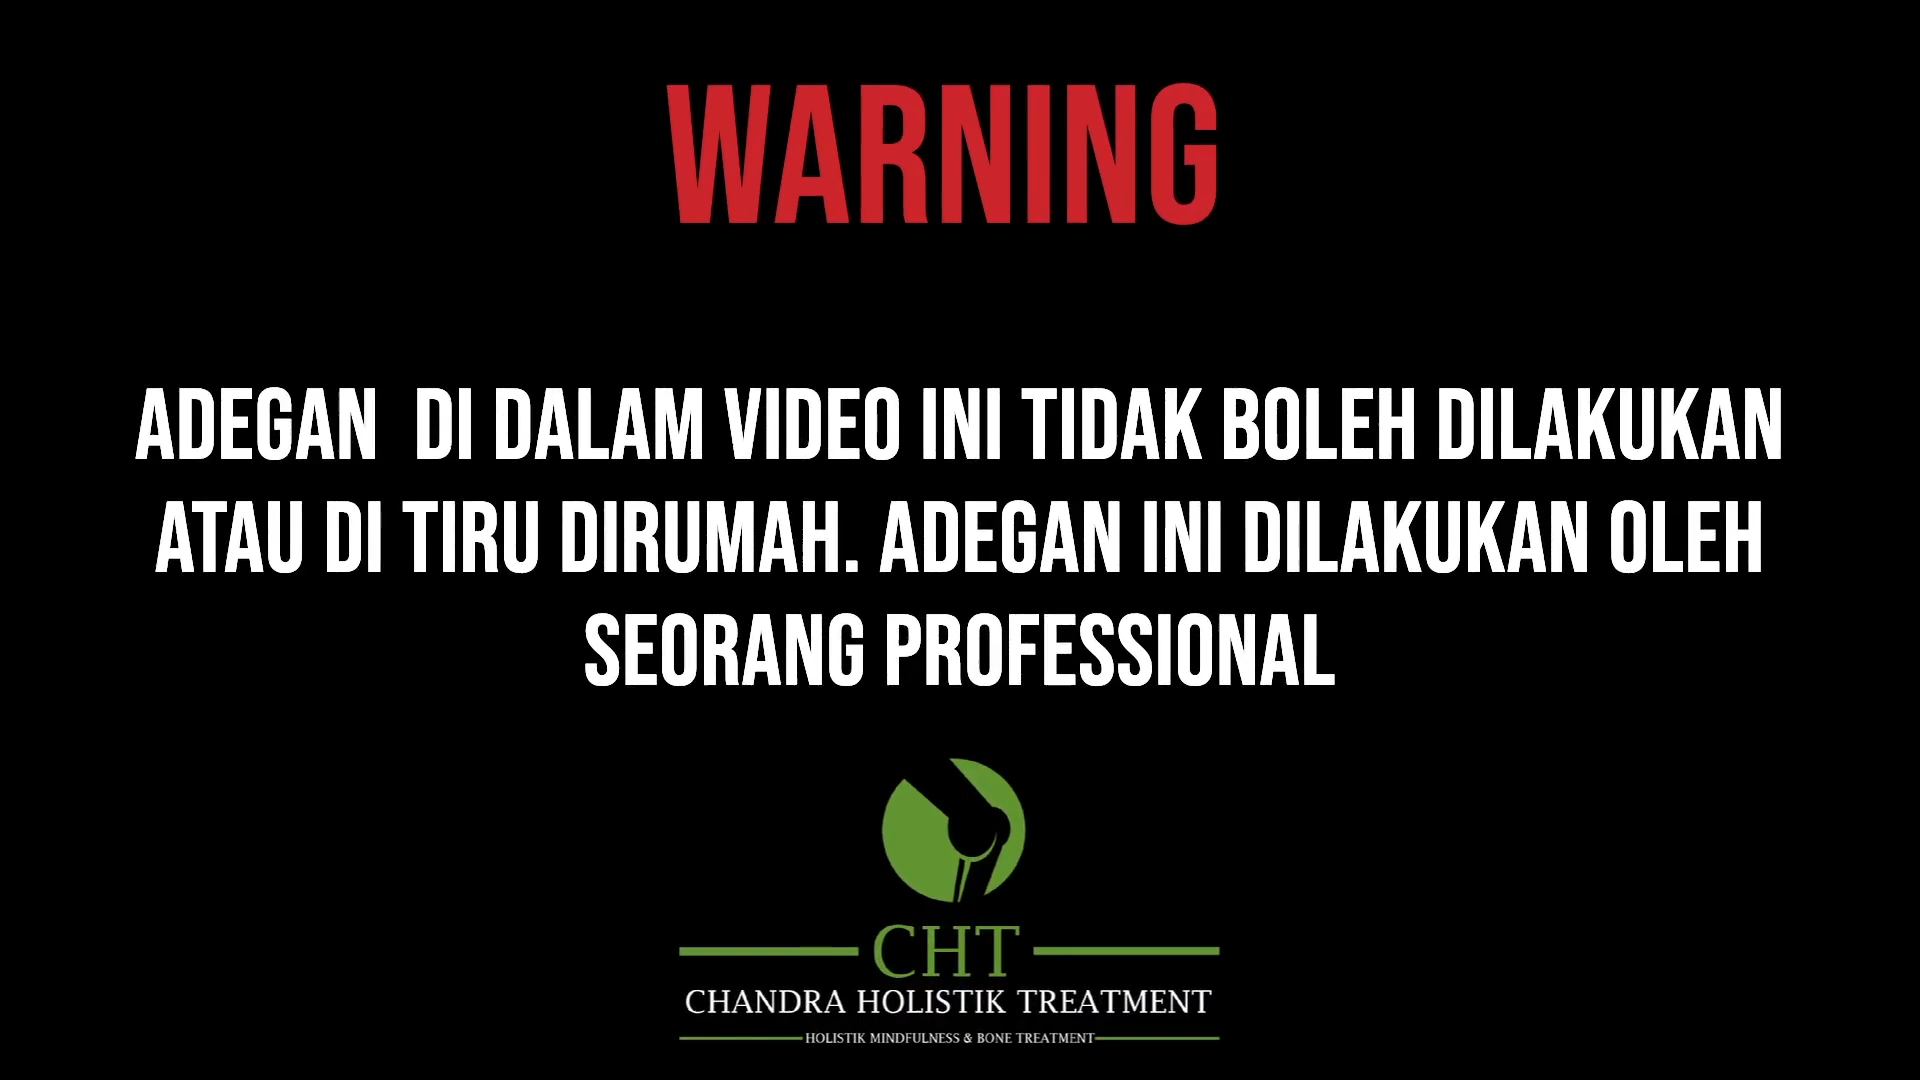 WARNING
ADEGAN DI DALAM VIDEO INI TIDAK BOLEH DILAKUKAN
ATAU DI TIRU DIRUMAH. ADEGAN INI DILAKUKAN OLEH
SEORANG PROFESSIONAL
CHT
CHANDRA HOLISTIK TREATMENT
HOLISTIK MINDFULNESS & BONE TREATMENT